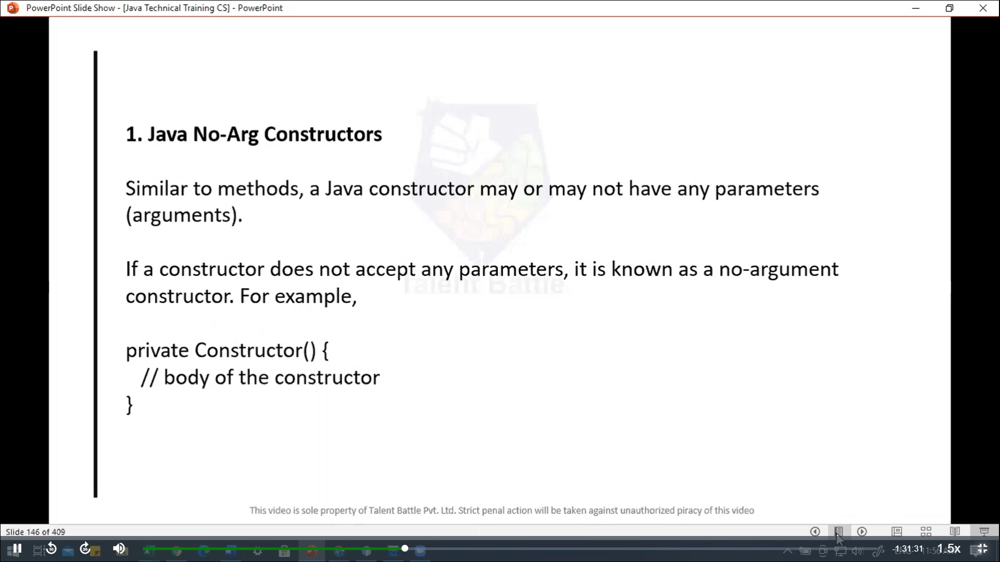 PowerPoint Slide Show - [Java Technical Training CS] - PowerPoint
1. Java No-Arg Constructors
Similar to methods, a Java constructor may or may not have any parameters
(arguments).
If a constructor does not accept any parameters, it is known as a no-argument
constructor. For example,
Talent Battle
private Constructor() {
// body of the constructor
}
This video is sole property of Talent Battle Pvt. Ltd. Strict penal action will be taken against unauthorized piracy of this video
Slide 146 of 409
10
30
-1:31:31
1.5x